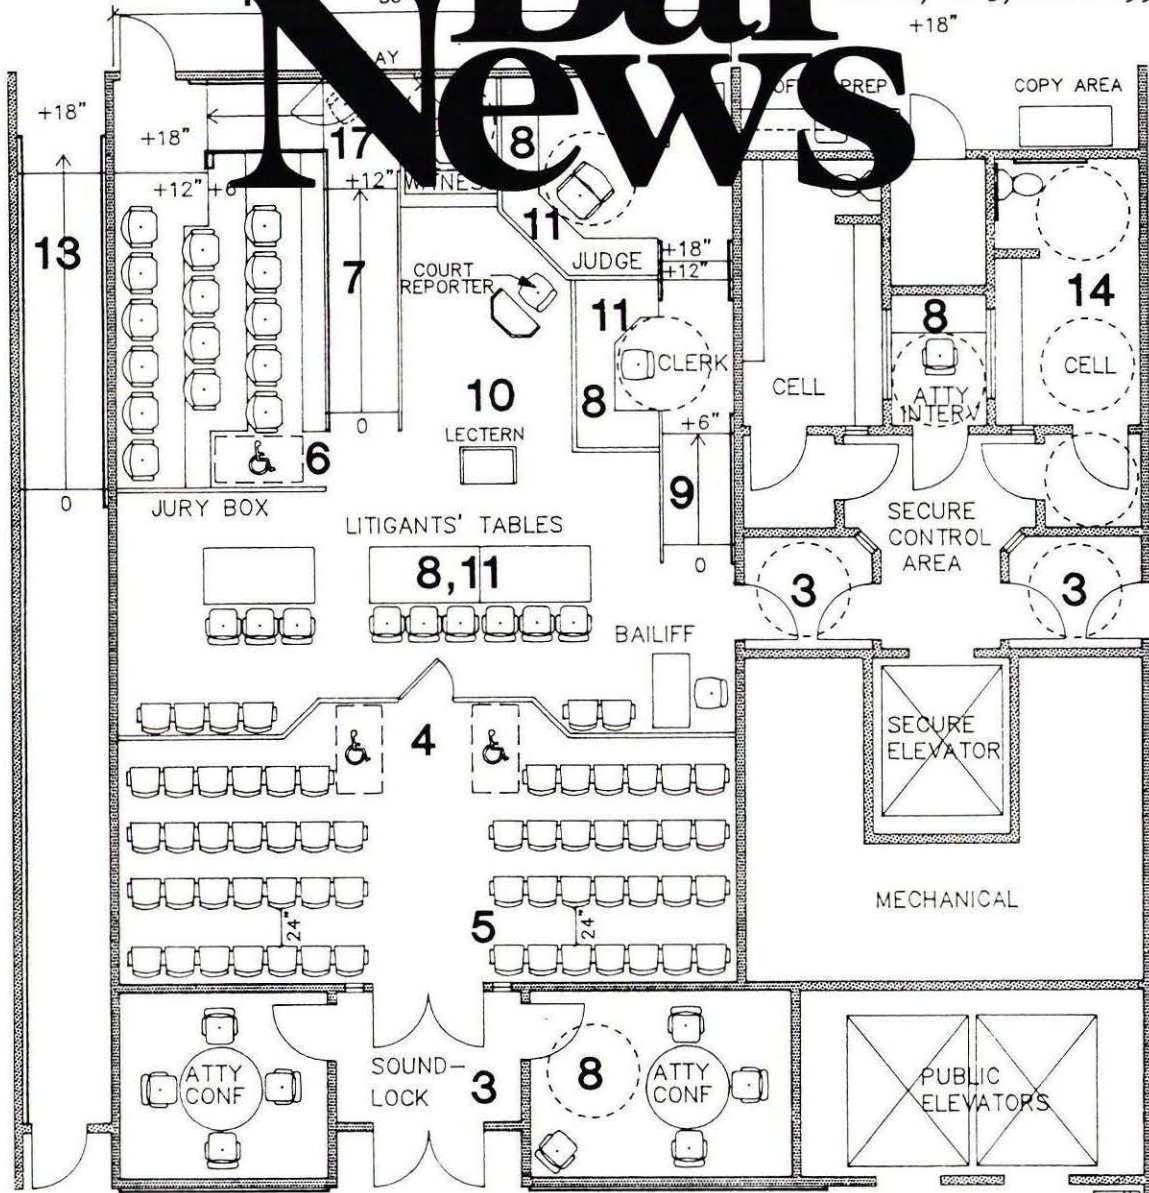 Bar
News
+18"
COPY AREA
+18"
+18"
17
8
+12"
+12"
13
11
JUDGE
+18"
+12"
COURT
REPORTER
7
11
8
14
CLERK
CELL
ATTY
INTERV
CELL
10
8
LECTERN
+6"
0
6
9
0
JURY BOX
LITIGANTS' TABLES
SECURE
CONTROL
AREA
8,11
0
3
3
BAILIFF
4
SECURE
ELEVATOR
MECHANICAL
24"
5
24"
ATTY
CONF
SOUND-
LOCK
3
8
ATTY
CONF
PUBLIC
ELEVATORS